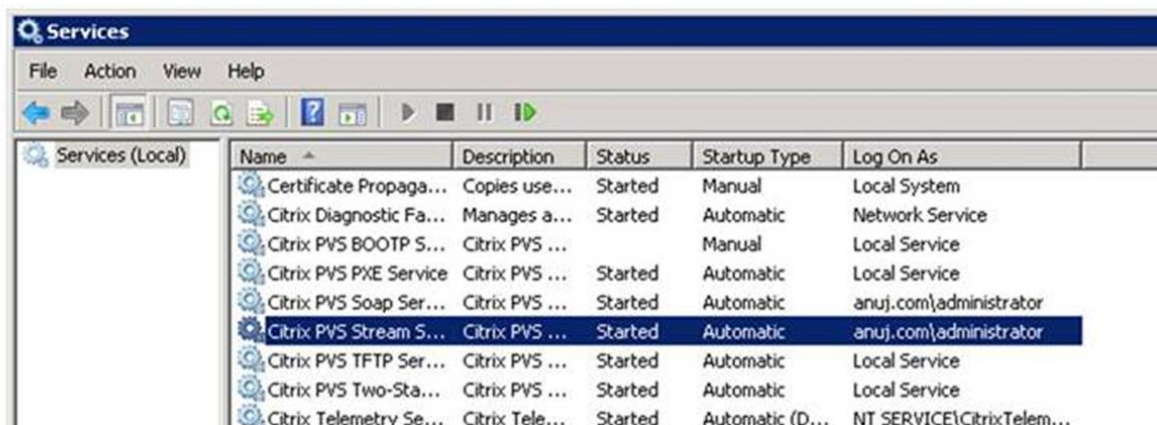 Services
File Action View Help
Services (Local)
Name Description Status Startup Type Log On As
Certificate Propaga... Copies use... Started Manual Local System
Citrix Diagnostic Fa... Manages a... Started Automatic Network Service
Citrix PVS BOOTP S... Citrix PVS ... Manual Local Service
Citrix PVS PXE Service Citrix PVS ... Started Automatic Local Service
Citrix PVS Soap Ser... Citrix PVS ... Started Automatic anuj.com\administrator
Citrix PVS Stream S... Citrix PVS ... Started Automatic anuj.com\administrator
Citrix PVS TFTP Ser... Citrix PVS ... Started Automatic Local Service
Citrix PVS Two-Sta... Citrix PVS ... Started Automatic Local Service
Citrix Telemetry Se... Citrix Tele... Started Automatic (D... NT SERVICE\CitrixTelem...